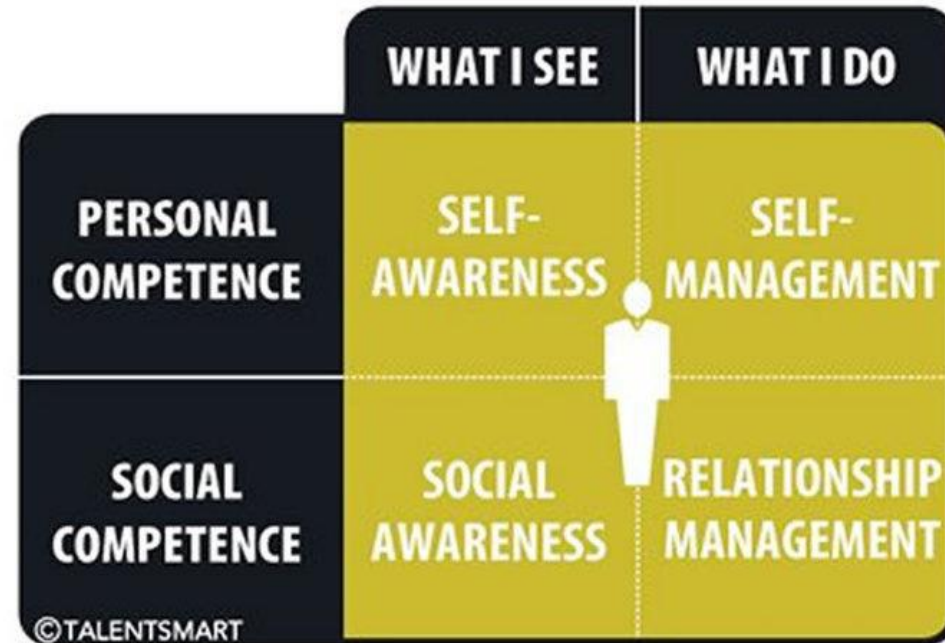 WHAT I SEE
WHAT I DO
PERSONAL
COMPETENCE
SELF-
AWARENESS
SELF-
MANAGEMENT
SOCIAL
COMPETENCE
SOCIAL
AWARENESS
RELATIONSHIP
MANAGEMENT
©TALENTSMART